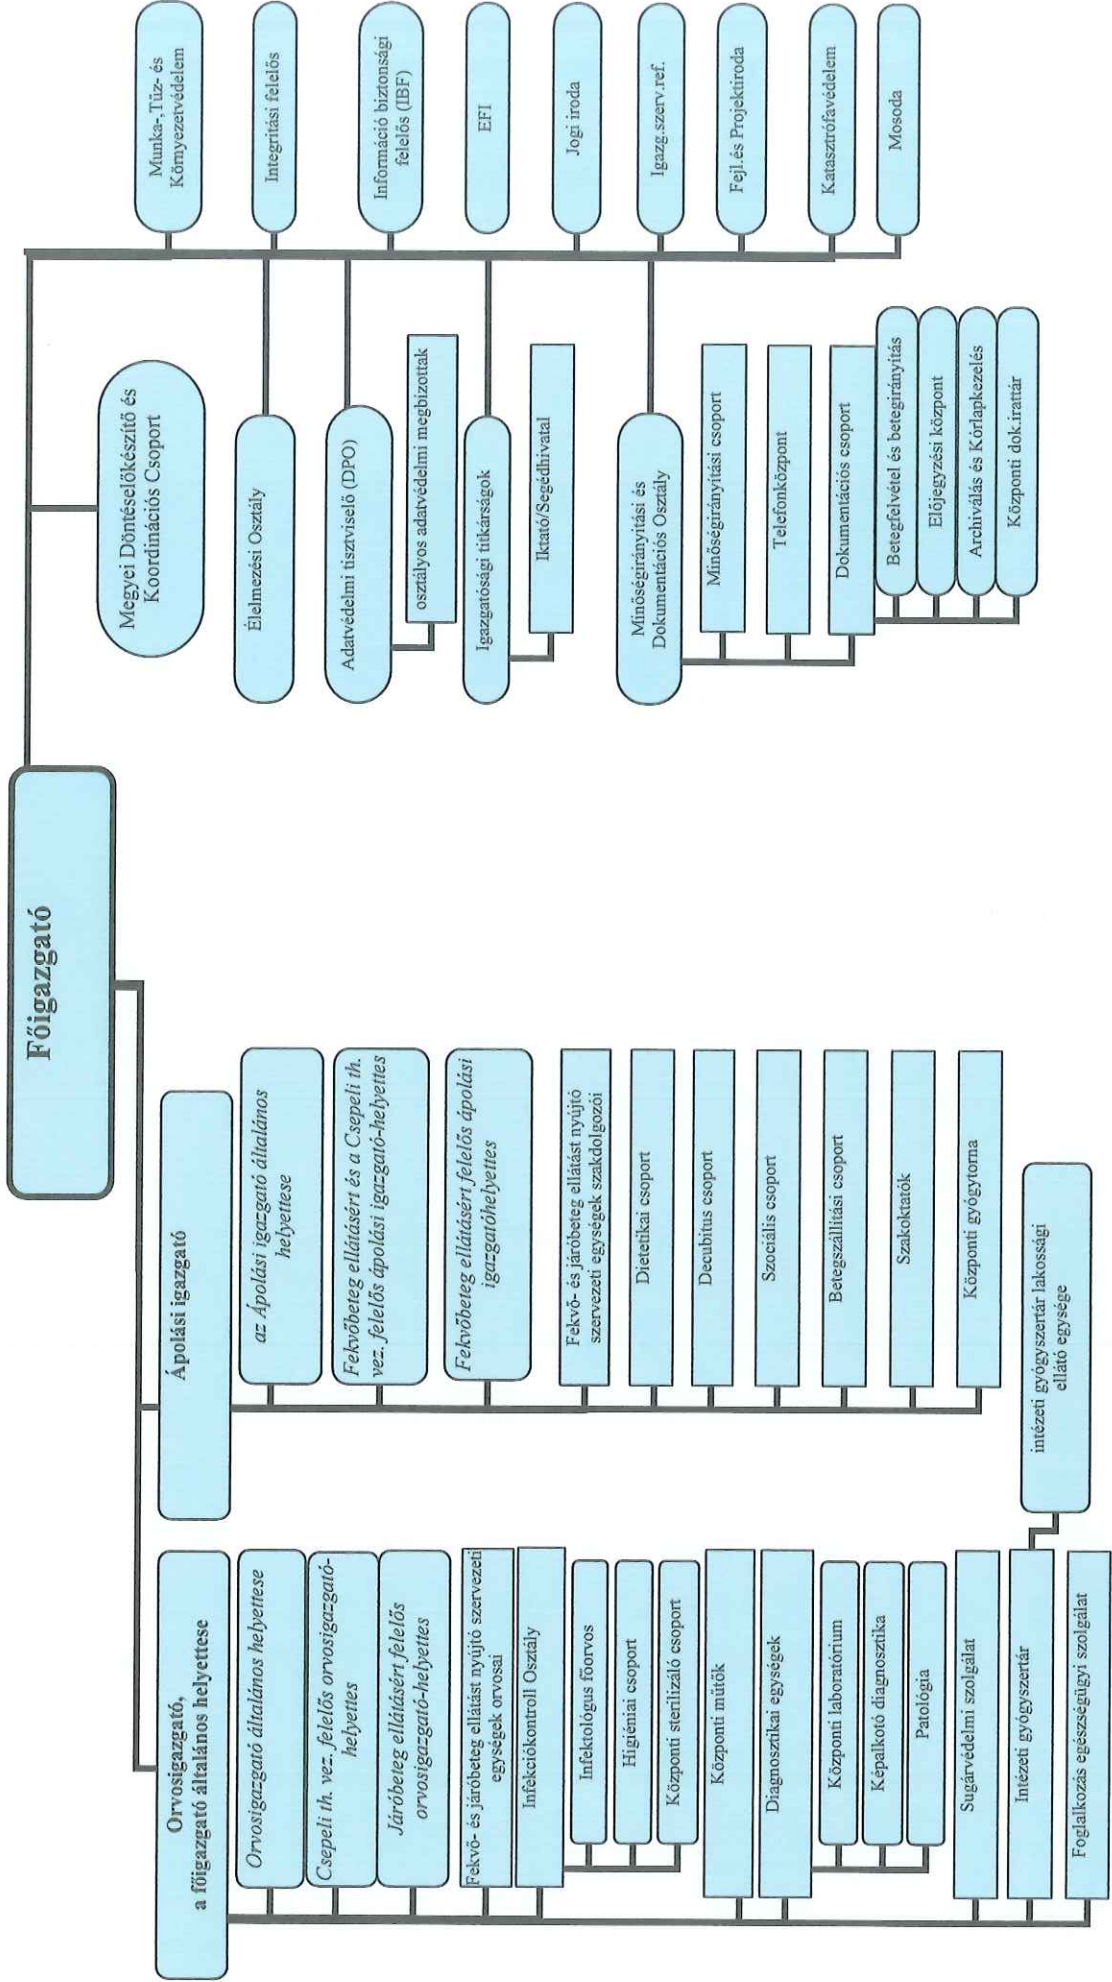 Főigazgató
Orvosigazgató,
a főigazgató általános helyettese
Orvosigazgató általános helyettese
Csepeli th. vez. felelős orvosigazgató-
helyettes
Járóbeteg ellátásért felelős
orvosigazgató-helyettes
Fekvő- és járóbeteg ellátást nyújtó szervezeti
egységek orvosai
Infekciókontroll Osztály
Infektológus főorvos
Higiéniai csoport
Központi sterilizáló csoport
Központi műtők
Diagnosztikai egységek
Központi laboratórium
Képalkotó diagnosztika
Patológia
Sugárvédelmi szolgálat
Intézeti gyógyszertár
intézeti gyógyszertár lakossági
ellátó egysége
Foglalkozás egészségügyi szolgálat
Ápolási igazgató
az Ápolási igazgató általános
helyettese
Fekvőbeteg ellátásért és a Csepeli th.
vez. felelős ápolási igazgató-helyettes
Fekvőbeteg ellátásért felelős ápolási
igazgatóhelyettes
Fekvő- és járóbeteg ellátást nyújtó
szervezeti egységek szakdolgozói
Dietetikai csoport
Decubitus csoport
Szociális csoport
Betegszállítási csoport
Szakoktatók
Központi gyógytorna
Megyei Döntéselőkészítő és
Koordinációs Csoport
Élelmezési Osztály
Adatvédelmi tisztviselő (DPO)
osztályos adatvédelmi megbízottak
Igazgatósági titkárságok
Iktató/Segédhivatal
Minőségirányítási és
Dokumentációs Osztály
Minőségirányítási csoport
Telefonközpont
Dokumentációs csoport
Betegfelvétel és betegirányítás
Előjegyzési központ
Archiválás és Kórlapkezelés
Központi dok.irattár
Munka-,Tűz- és
Környezetvédelem
Integritási felelős
Információ biztonsági
felelős (IBF)
EFI
Jogi iroda
Igazg.szerv.ref.
Fejl.és Projektiroda
Katasztrófavédelem
Mosoda